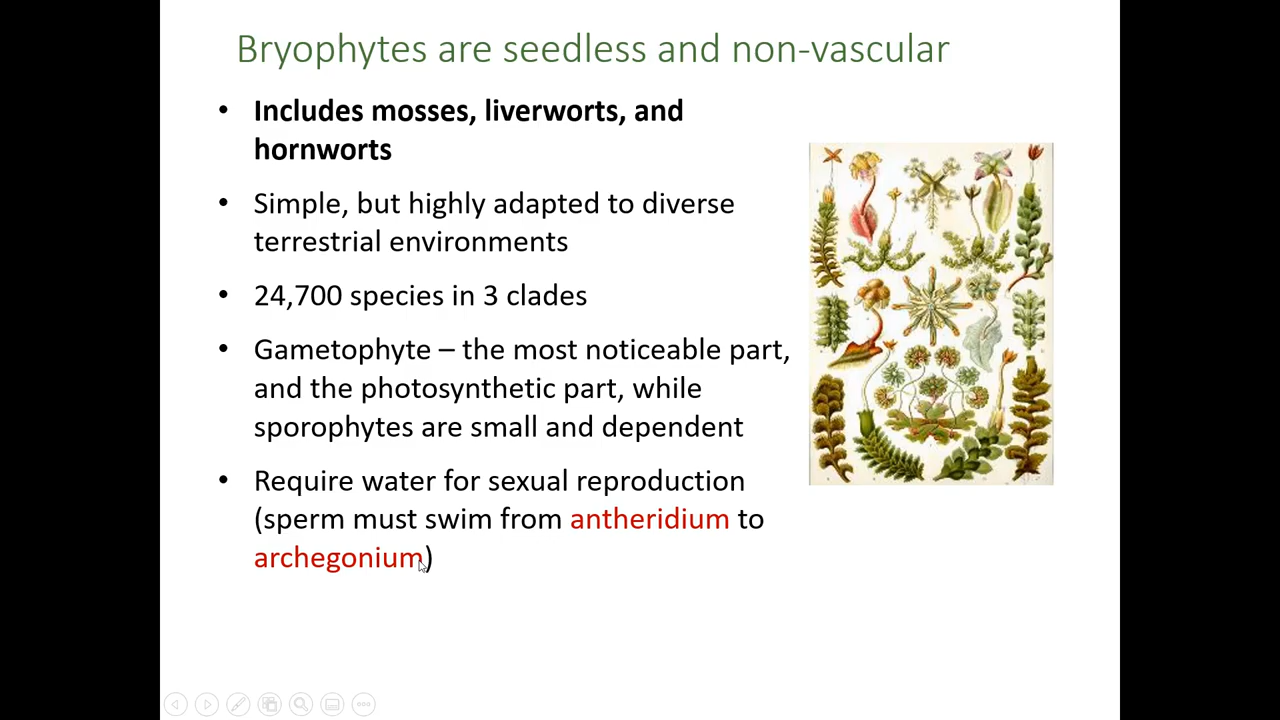 Bryophytes are seedless and non-vascular
• Includes mosses, liverworts, and
hornworts
• Simple, but highly adapted to diverse
terrestrial environments
• 24,700 species in 3 clades
• Gametophyte – the most noticeable part,
and the photosynthetic part, while
sporophytes are small and dependent
• Require water for sexual reproduction
(sperm must swim from antheridium to
archegonium)